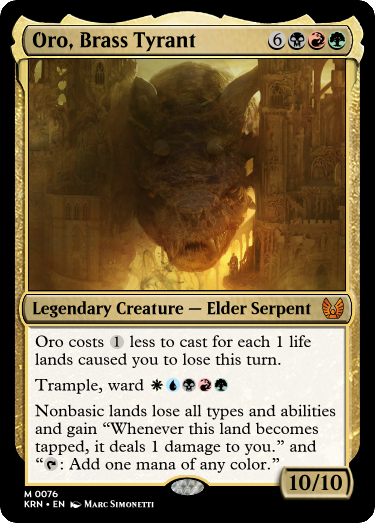 Oro, Brass Tyrant 6
Legendary Creature — Elder Serpent
Oro costs 1 less to cast for each 1 life
lands caused you to lose this turn.
Trample, ward
Nonbasic lands lose all types and abilities
and gain “Whenever this land becomes
tapped, it deals 1 damage to you.” and
“: Add one mana of any color.”
10/10
M 0076
KRN • EN Marc Simonetti